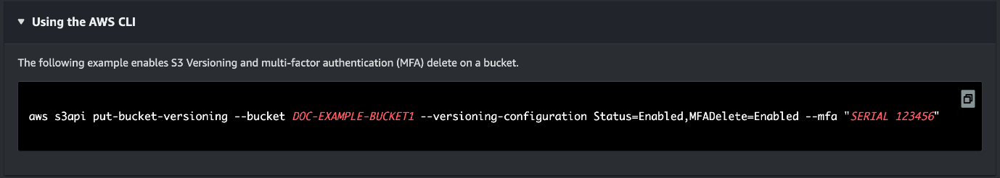 Using the AWS CLI
The following example enables S3 Versioning and multi-factor authentication (MFA) delete on a bucket.
aws s3api put-bucket-versioning --bucket DOC-EXAMPLE-BUCKET1 --versioning-configuration Status=Enabled,MFADelete=Enabled --mfa "SERIAL 123456"